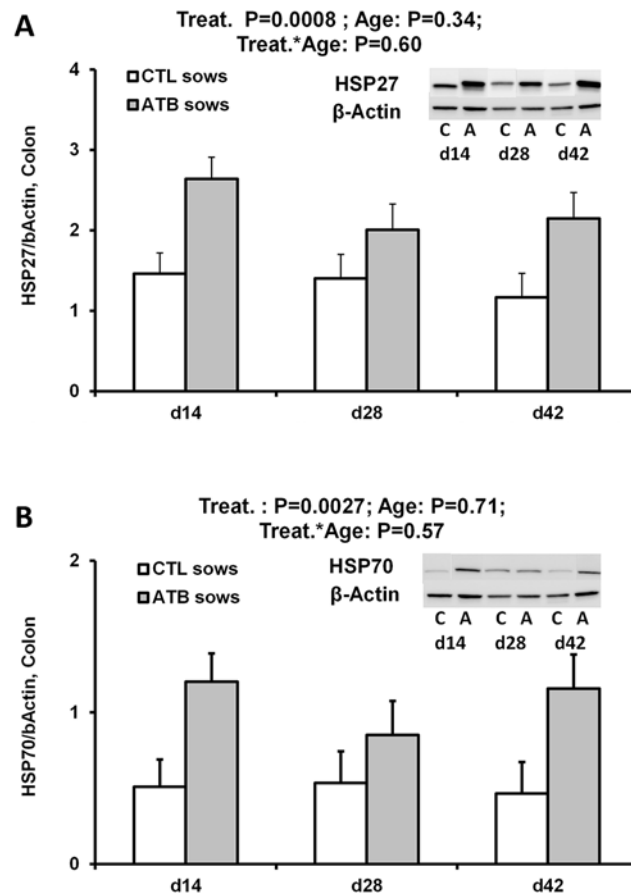 A
Treat. P=0.0008 ; Age: P=0.34;
Treat.*Age: P=0.60
4
3
2
1
0
HSP27/bActin, Colon
CTL sows
ATB sows
HSP27
β-Actin
C A C A C A
d14 d28 d42
d14 d28 d42
B
Treat. : P=0.0027; Age: P=0.71;
Treat.*Age: P=0.57
2
1
0
HSP70/bActin, Colon
CTL sows
ATB sows
HSP70
β-Actin
C A C A C A
d14 d28 d42
d14 d28 d42